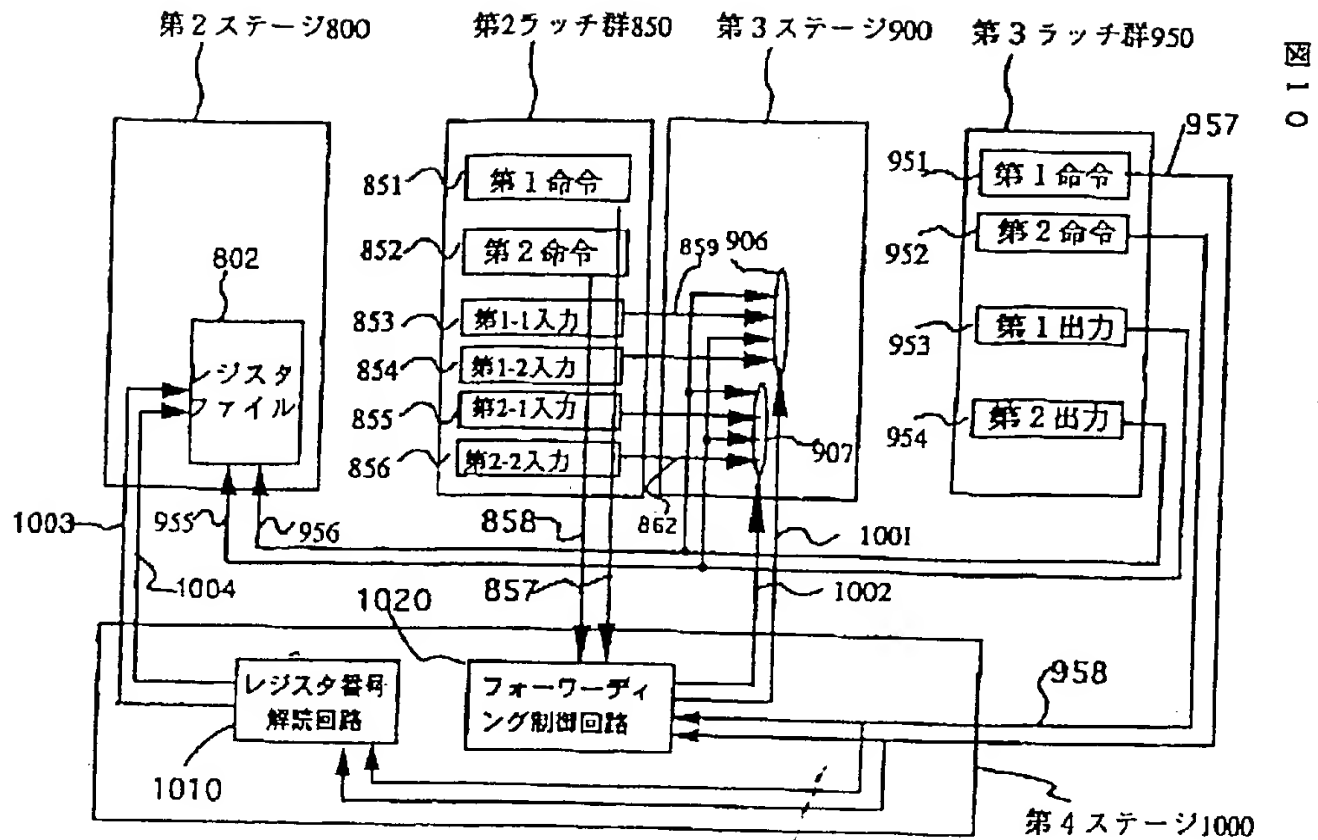 第2ステージ800
第2ラッチ群850
第3ステージ900
第3ラッチ群950
図10
957
951
第1命令
851
第1命令
952
第2命令
852
第2命令
859
906
802
853
第1-1入力
953
第1出力
レジスタ
ファイル
854
第1-2入力
855
第2-1入力
954
第2出力
856
第2-2入力
907
1003
955
956
858
862
1001
1004
857
1002
1020
958
レジスタ番号
解読回路
フォーワーディ
ング制御回路
1010
第4ステージ1000